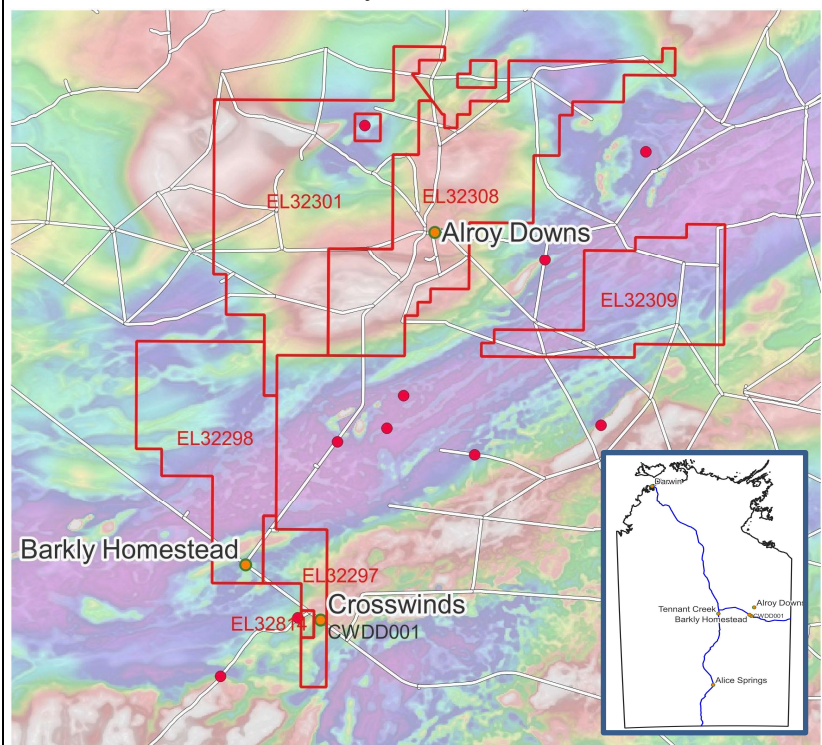 EL32301
EL32308
Alroy Downs
EL32309
EL32298
Barkly Homestead
EL32297
Crosswinds
EL32814
CWDD001
Darwin
Alroy Downs
Tennant Creek
CWDD001
Barkly Homestead
Alice Springs